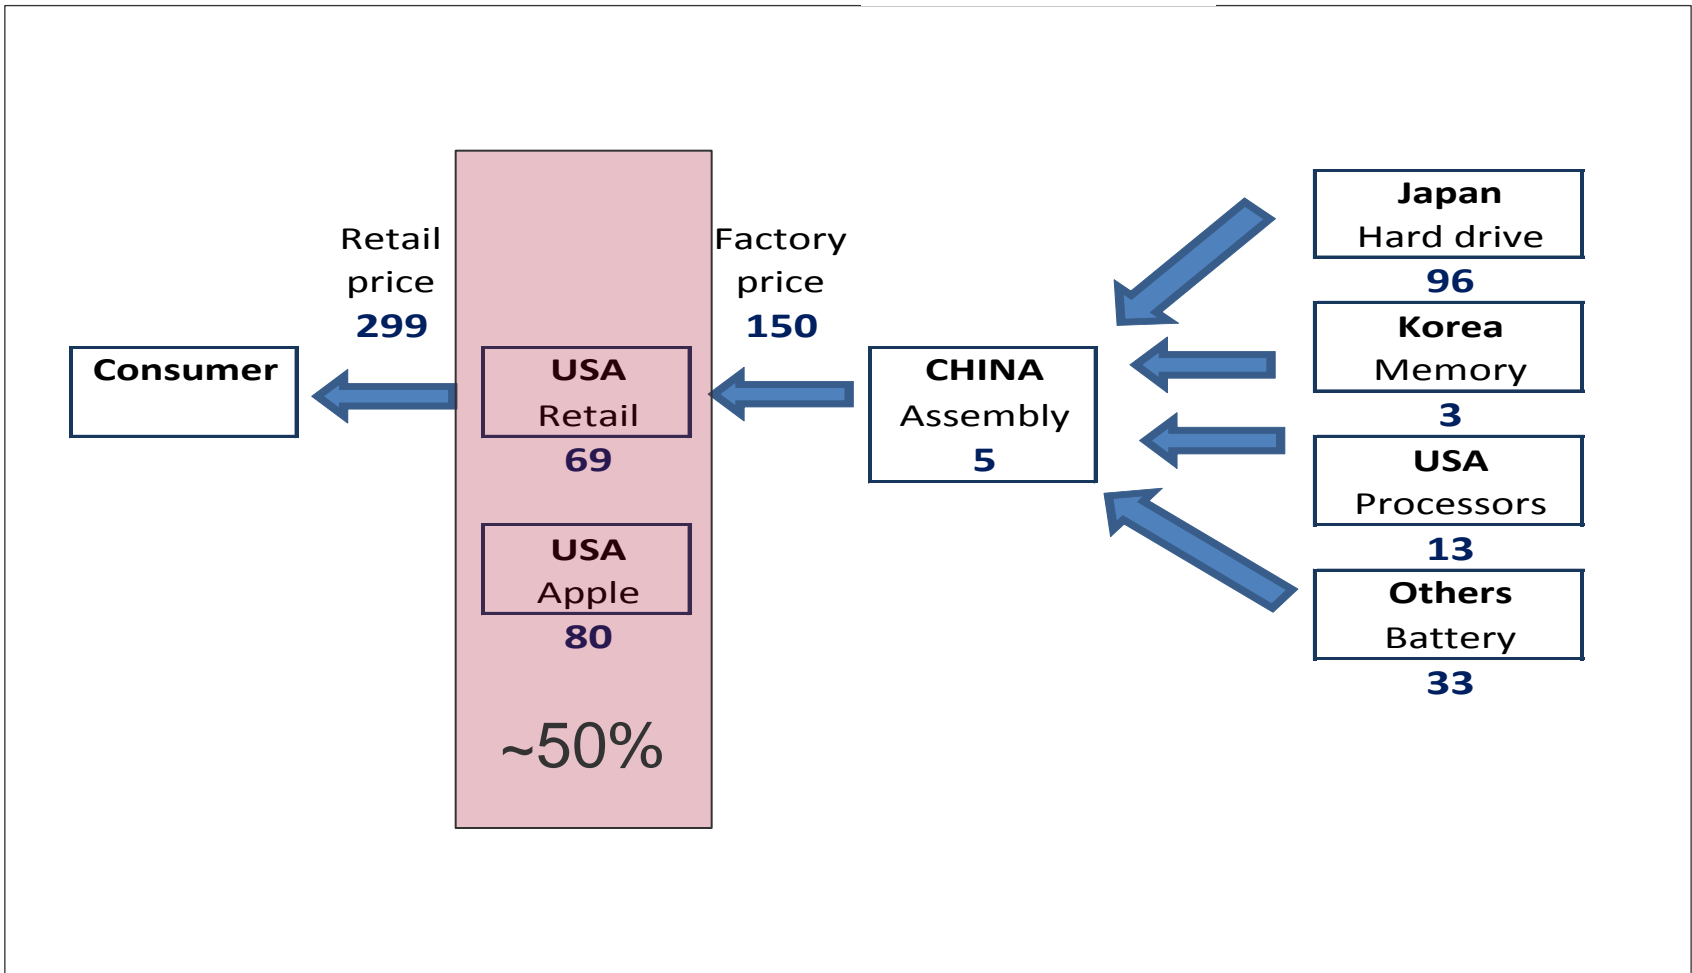 Consumer
Retail
price
299
USA
Retail
69
USA
Apple
80
~50%
Factory
price
150
CHINA
Assembly
5
Japan
Hard drive
96
Korea
Memory
3
USA
Processors
13
Others
Battery
33